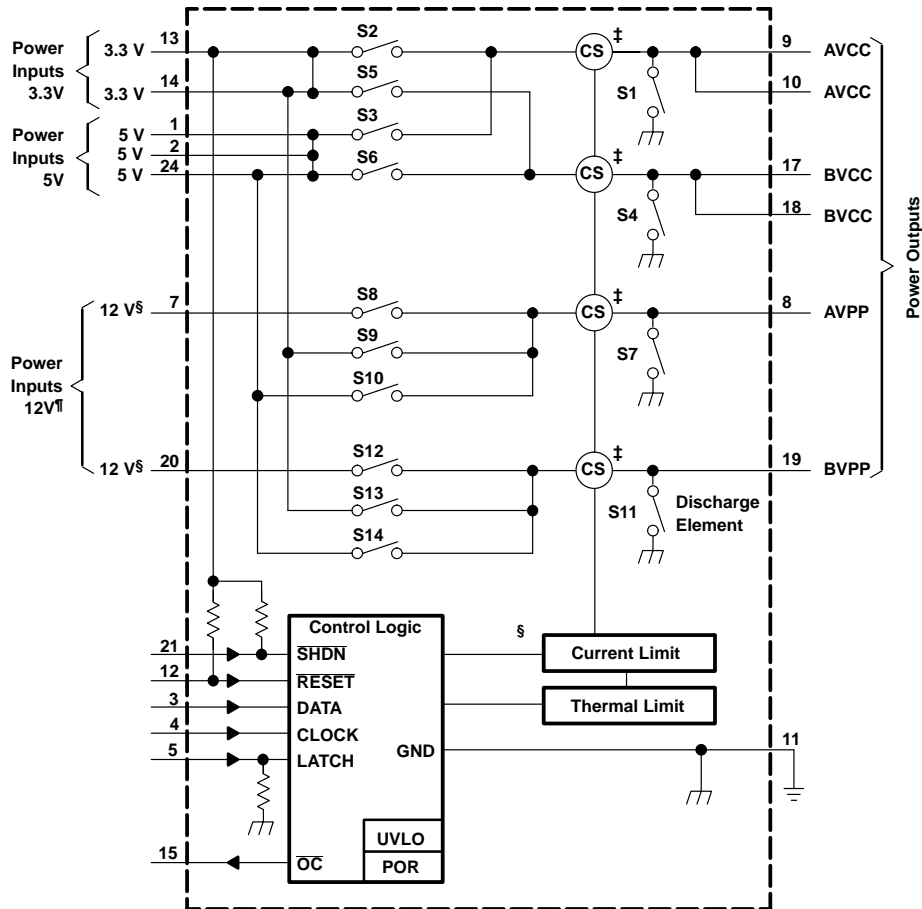 S2
‡
13
3.3 V
CS
9
AVCC
Power
Inputs
3.3V
S5
14
3.3 V
S1
10
AVCC
S3
1
5 V
Power
Inputs
5V
2
5 V
S6
‡
24
5 V
CS
17
BVCC
S4
18
BVCC
Power Outputs
S8
‡
12 V§
7
CS
8
AVPP
S9
S7
Power
Inputs
12V¶
S10
S12
‡
12 V§
20
CS
19
BVPP
S13
S11
Discharge
Element
S14
Control Logic
§
21
SHDN
Current Limit
12
RESET
3
DATA
Thermal Limit
4
CLOCK
5
LATCH
GND
11
UVLO
15
OC
POR